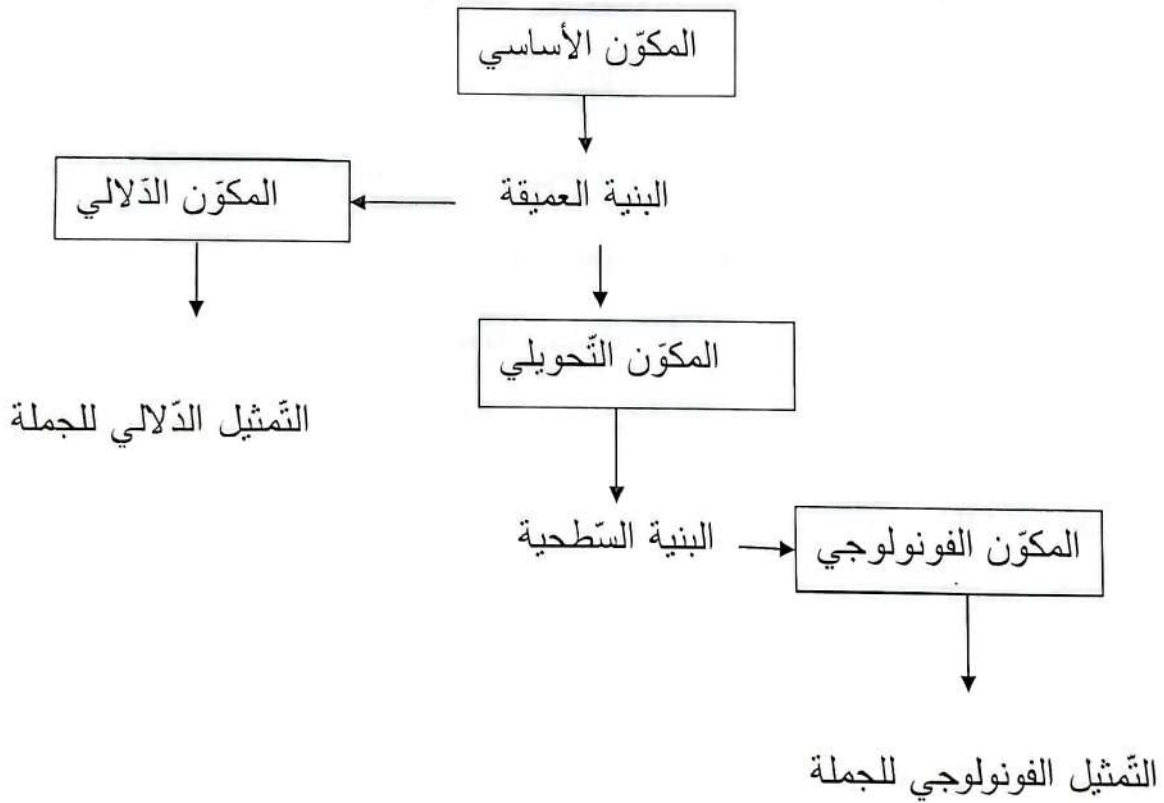 المكوّن الأساسي
البنية العميقة
المكوّن الدّلالي
المكوّن التّحويلي
التّمثيل الدّلالي للجملة
البنية السّطحية
المكوّن الفونولوجي
التّمثيل الفونولوجي للجملة